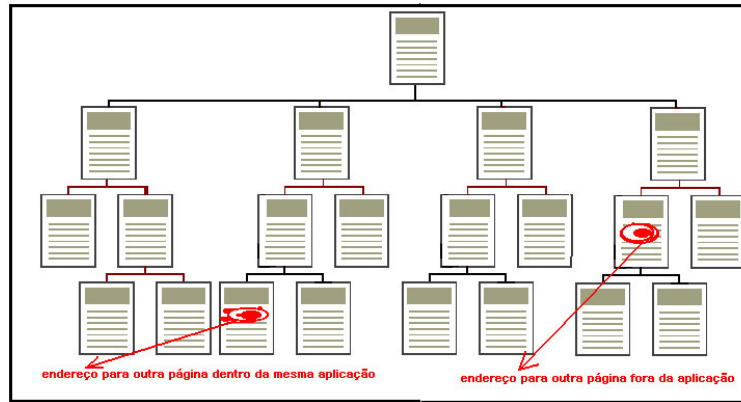 endereço para outra página dentro da mesma aplicação
endereço para outra página fora da aplicação